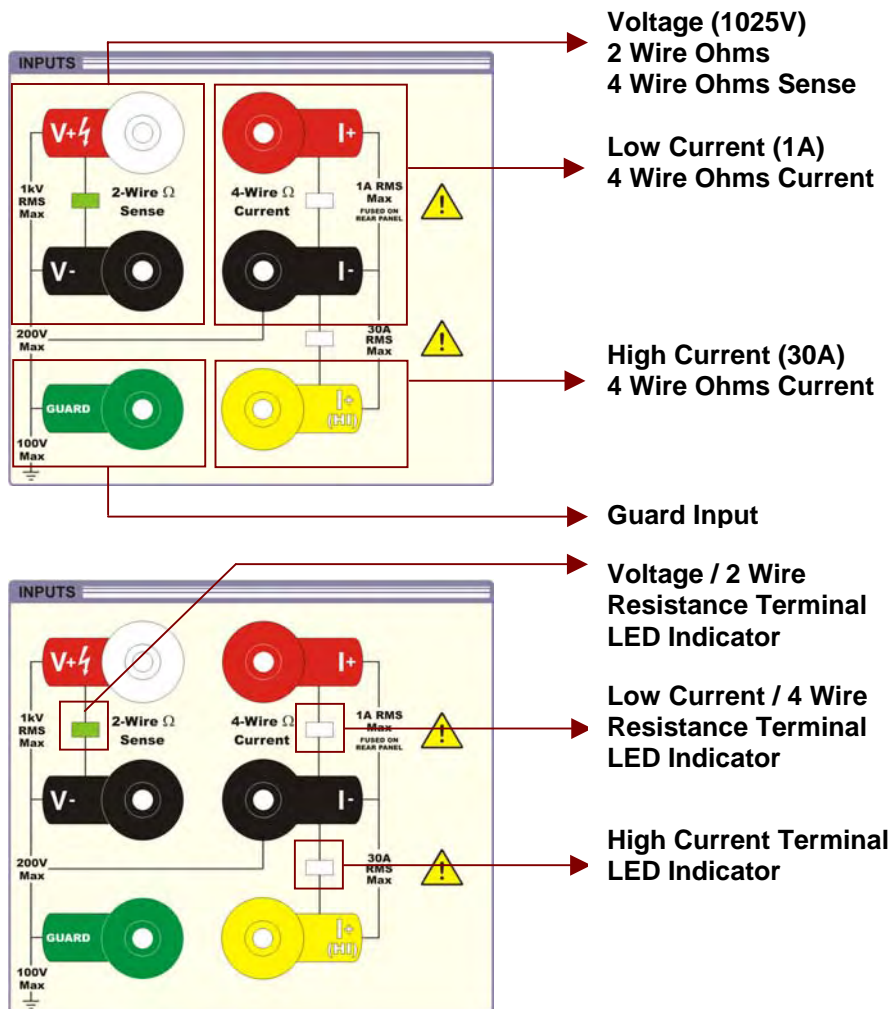 INPUTS
V+
I+
1kV
RMS
Max
2-Wire Ω
Sense
4-Wire Ω
Current
1A RMS
Max
FUSED ON
REAR PANEL
V-
I-
200V
Max
30A
RMS
Max
GUARD
I+
(HI)
100V
Max
Voltage (1025V)
2 Wire Ohms
4 Wire Ohms Sense
Low Current (1A)
4 Wire Ohms Current
High Current (30A)
4 Wire Ohms Current
Guard Input
INPUTS
V+
I+
1kV
RMS
Max
2-Wire Ω
Sense
4-Wire Ω
Current
1A RMS
Max
FUSED ON
REAR PANEL
V-
I-
200V
Max
30A
RMS
Max
GUARD
I+
(HI)
100V
Max
Voltage / 2 Wire
Resistance Terminal
LED Indicator
Low Current / 4 Wire
Resistance Terminal
LED Indicator
High Current Terminal
LED Indicator